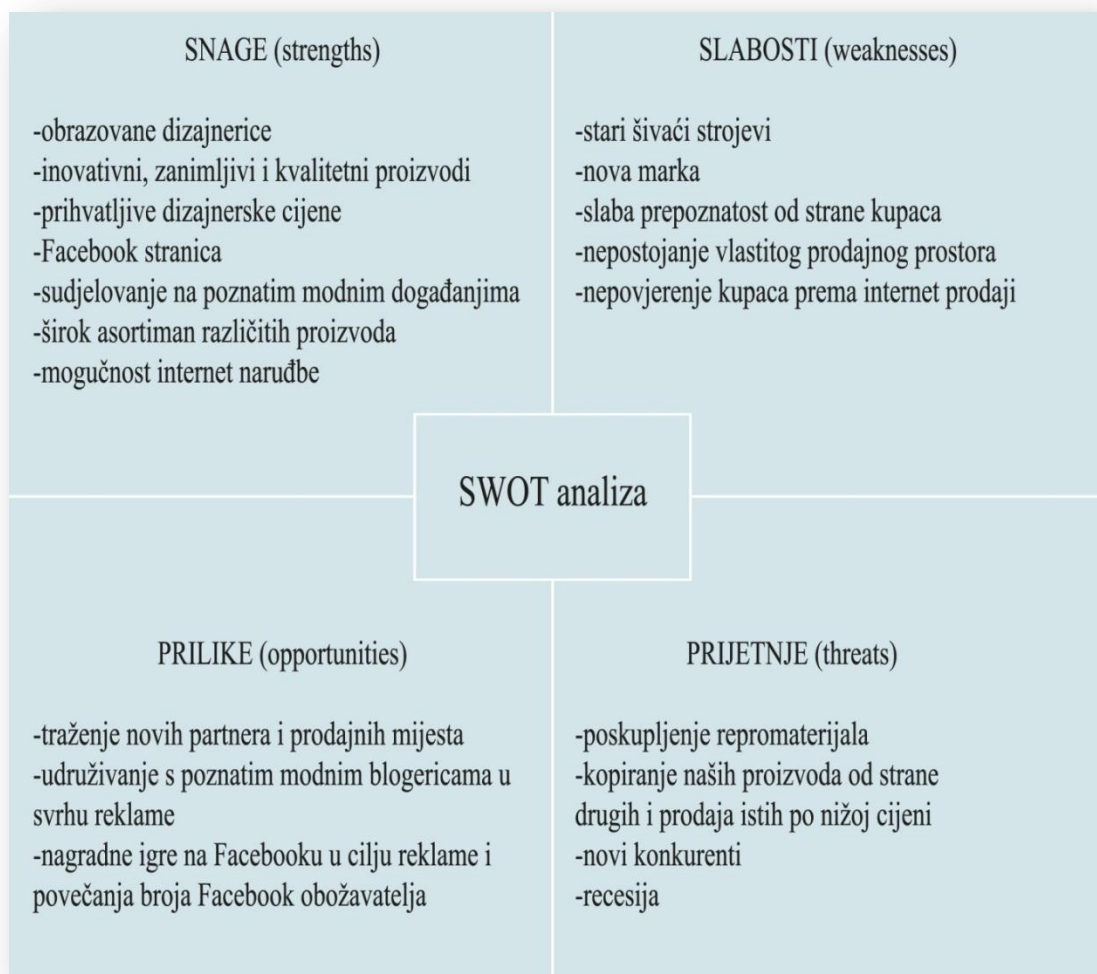 SNAGE (strengths)
-obrazovane dizajnerice
-inovativni, zanimljivi i kvalitetni proizvodi
-prihvatljive dizajnerske cijene
-Facebook stranica
-sudjelovanje na poznatim modnim događanjima
-širok asortiman različitih proizvoda
-mogučnost internet naruđbe
SLABOSTI (weaknesses)
-stari šivaći strojevi
-nova marka
-slaba prepoznatost od strane kupaca
-nepostojanje vlastitog prodajnog prostora
-nepovjerenje kupaca prema internet prodaji
SWOT analiza
PRILIKE (opportunities)
-traženje novih partnera i prodajnih mijesta
-udruživanje s poznatim modnim blogericama u
svrhu reklame
-nagradne igre na Facebooku u cilju reklame i
povečanja broja Facebook obožavatelja
PRIJETNJE (threats)
-poskupljenje repromaterijala
-kopiranje naših proizvoda od strane
drugih i prodaja istih po nižoj cijeni
-novi konkurenti
-recesija